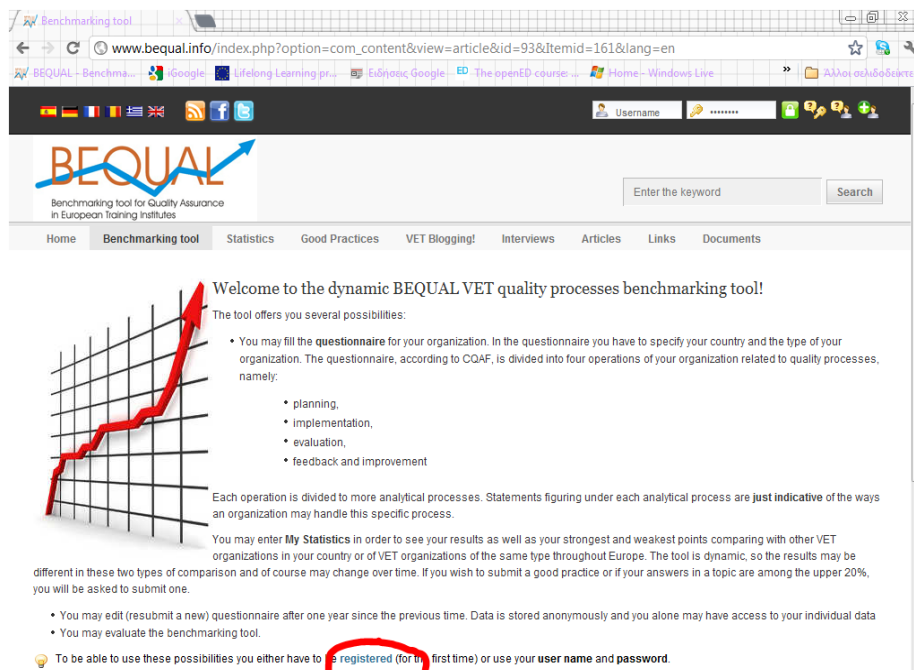 Benchmarking tool
www.bequal.info/index.php?option=com_content&view=article&id=93&Itemid=161&lang=en
BEQUAL - Benchma... iGoogle Lifelong Learning pr... Ειδήσεις Google The openED course: ... Home - Windows Live » Άλλοι σελιδοδείκτε
Username ········
BEQUAL
Benchmarking tool for Quality Assurance
in European Training Institutes
Enter the keyword Search
Home Benchmarking tool Statistics Good Practices VET Blogging! Interviews Articles Links Documents
Welcome to the dynamic BEQUAL VET quality processes benchmarking tool!
The tool offers you several possibilities:
• You may fill the questionnaire for your organization. In the questionnaire you have to specify your country and the type of your
organization. The questionnaire, according to CQAF, is divided into four operations of your organization related to quality processes,
namely:
• planning,
• implementation,
• evaluation,
• feedback and improvement
Each operation is divided to more analytical processes. Statements figuring under each analytical process are just indicative of the ways
an organization may handle this specific process.
You may enter My Statistics in order to see your results as well as your strongest and weakest points comparing with other VET
organizations in your country or of VET organizations of the same type throughout Europe. The tool is dynamic, so the results may be
different in these two types of comparison and of course may change over time. If you wish to submit a good practice or if your answers in a topic are among the upper 20%,
you will be asked to submit one.
• You may edit (resubmit a new) questionnaire after one year since the previous time. Data is stored anonymously and you alone may have access to your individual data
• You may evaluate the benchmarking tool.
To be able to use these possibilities you either have to be registered (for the first time) or use your user name and password.